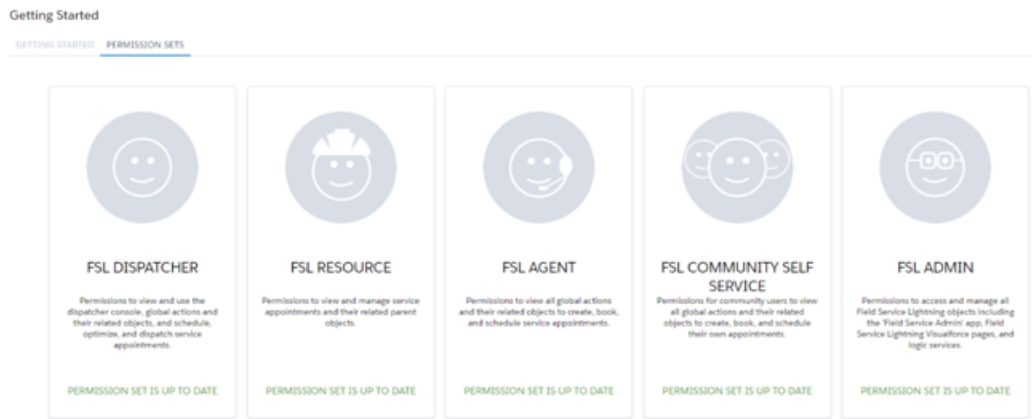 Getting Started
GETTING STARTED PERMISSION SETS
FSL DISPATCHER
Permissions to view and use the
dispatcher console, global actions and
their related objects, and schedule,
optimize, and dispatch service
appointments.
PERMISSION SET IS UP TO DATE
FSL RESOURCE
Permissions to view and manage service
appointments and their related parent
objects.
PERMISSION SET IS UP TO DATE
FSL AGENT
Permissions to view all global actions
and their related objects to create, book,
and schedule service appointments.
PERMISSION SET IS UP TO DATE
FSL COMMUNITY SELF
SERVICE
Permissions for community users to view
all global actions and their related
objects to create, book, and schedule
their own appointments.
PERMISSION SET IS UP TO DATE
FSL ADMIN
Permissions to access and manage all
Field Service Lightning objects including
the 'Field Service Admin' app, Field
Service Lightning Visualforce pages, and
logic services.
PERMISSION SET IS UP TO DATE